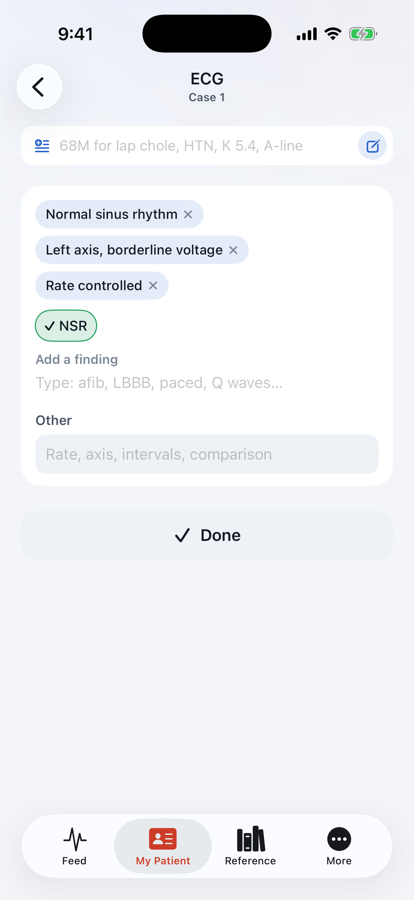 9:41
ECG
Case 1
68M for lap chole, HTN, K 5.4, A-line
Normal sinus rhythm
Left axis, borderline voltage
Rate controlled
NSR
Add a finding
Type: afib, LBBB, paced, Q waves...
Other
Rate, axis, intervals, comparison
Done
Feed
My Patient
Reference
More